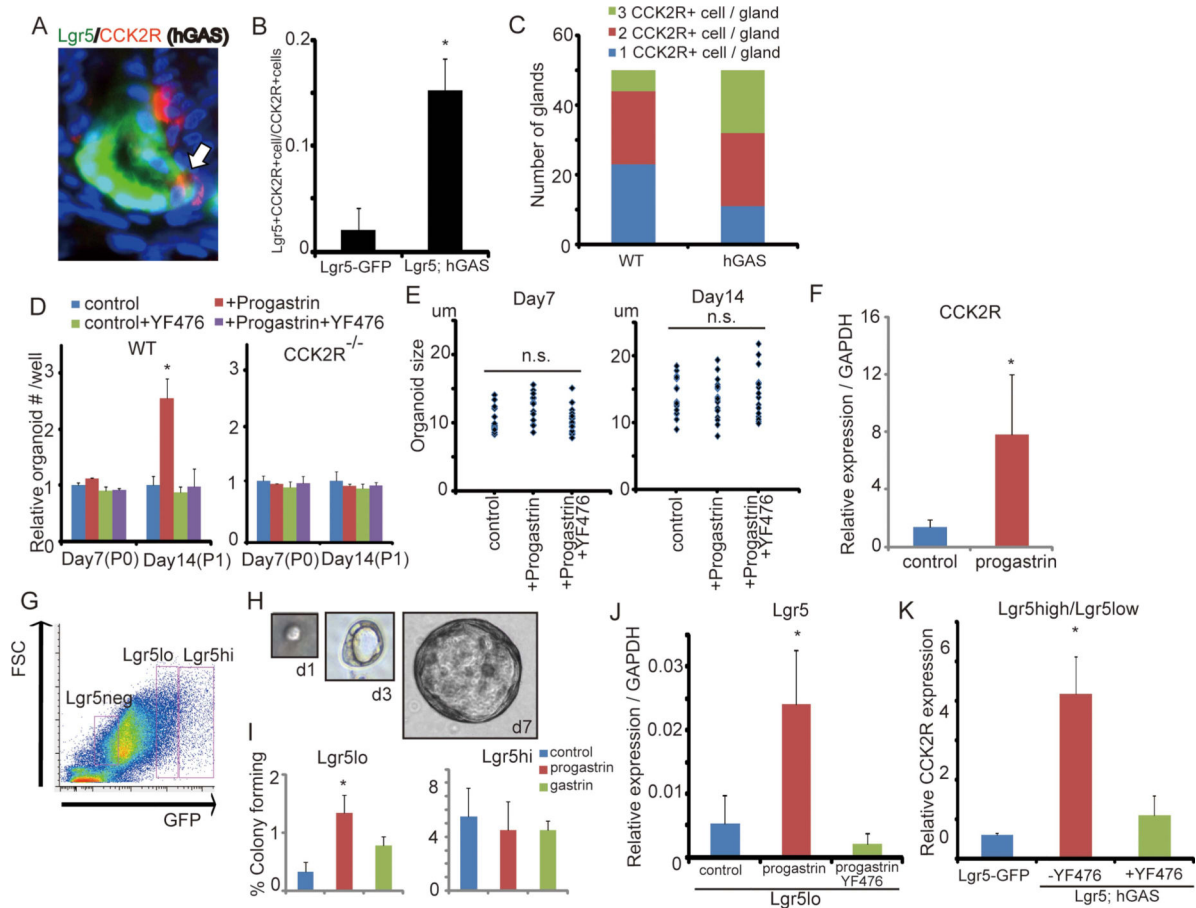 A
Lgr5/CCK2R (hGAS)
B
Lgr5+CCK2R+cell/CCK2R+cells
0.2
0.1
0
*
Lgr5-GFP
Lgr5; hGAS
C
3 CCK2R+ cell / gland
2 CCK2R+ cell / gland
1 CCK2R+ cell / gland
Number of glands
60
40
20
0
WT
hGAS
D
control
+Progastrin
control+YF476
+Progastrin+YF476
WT
CCK2R-/-
Relative organoid # /well
3
2
1
0
*
Day7(P0)
Day14(P1)
3
2
1
0
Day7(P0)
Day14(P1)
E
Day7
um
Organoid size
20
10
0
n.s.
control
+Progastrin
+Progastrin
+YF476
Day14
um
20
10
0
n.s.
control
+Progastrin
+Progastrin
+YF476
F
CCK2R
Relative expression / GAPDH
16
12
8
4
0
*
control
progastrin
G
FSC
Lgr5lo
Lgr5hi
Lgr5neg
GFP
H
d1
d3
d7
I
Lgr5lo
Lgr5hi
control
progastrin
gastrin
% Colony forming
2
1
0
*
8
4
0
J
Lgr5
Relative expression / GAPDH
0.03
0.02
0.01
0
*
control
progastrin
progastrin
YF476
Lgr5lo
K
Lgr5high/Lgr5low
Relative CCK2R expression
6
4
2
0
*
Lgr5-GFP
-YF476
+YF476
Lgr5; hGAS